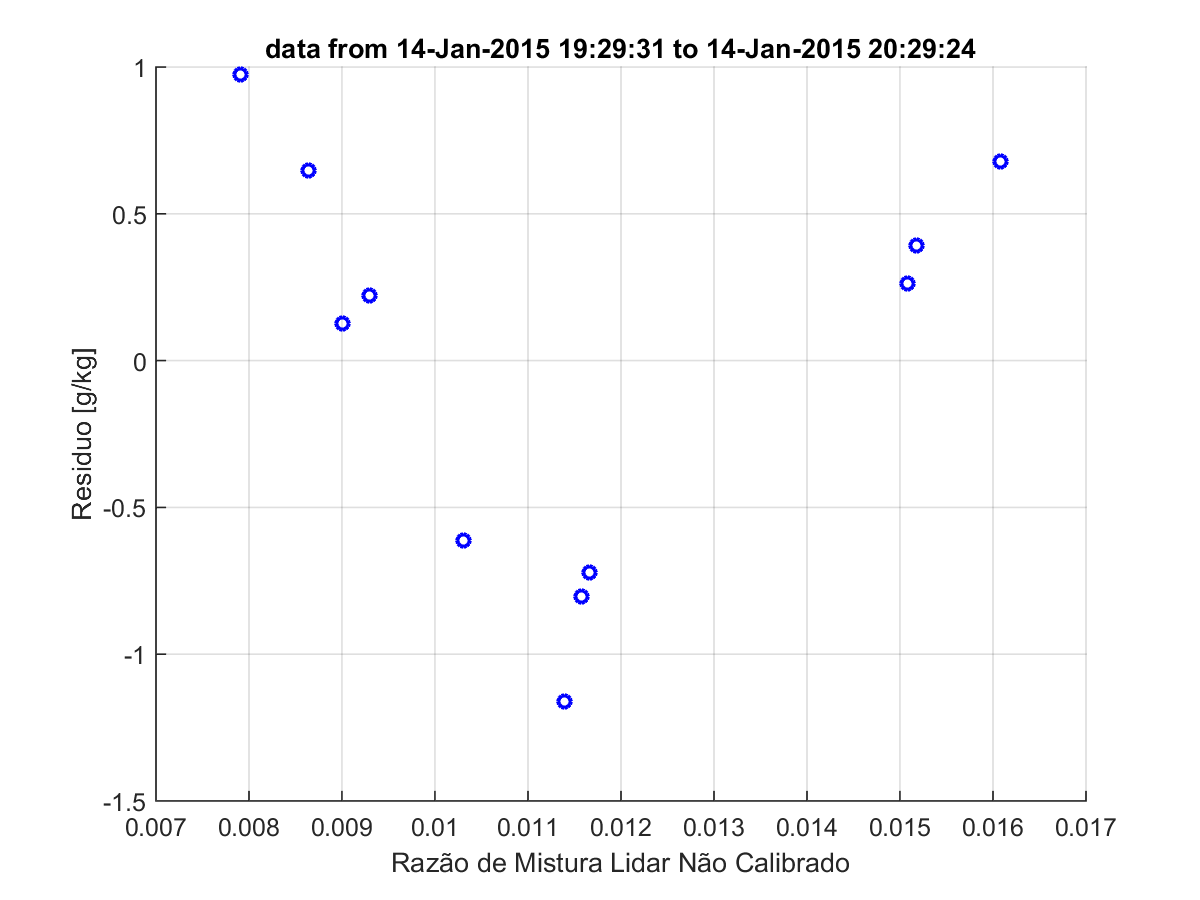 data from 14-Jan-2015 19:29:31 to 14-Jan-2015 20:29:24
1
0.5
0
-0.5
-1
-1.5
Residuo [g/kg]
0.007 0.008 0.009 0.01 0.011 0.012 0.013 0.014 0.015 0.016 0.017
Razão de Mistura Lidar Não Calibrado